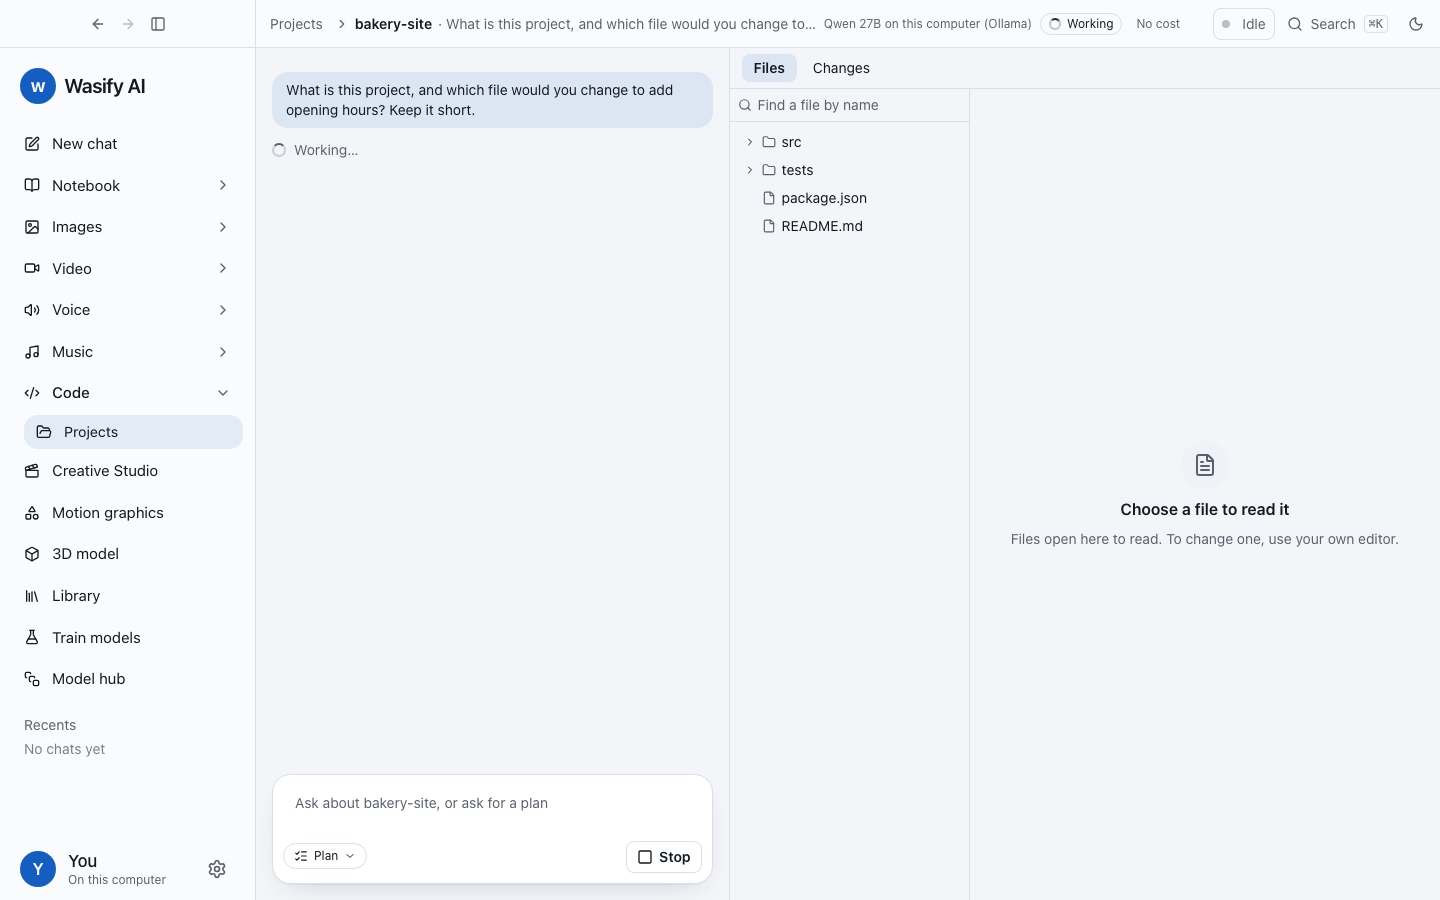 Projects > bakery-site · What is this project, and which file would you change to... Qwen 27B on this computer (Ollama) Working No cost Idle Search ⌘K
W Wasify AI
New chat
Notebook
Images
Video
Voice
Music
Code
Projects
Creative Studio
Motion graphics
3D model
Library
Train models
Model hub
Recents
No chats yet
Y You
On this computer
What is this project, and which file would you change to add
opening hours? Keep it short.
Working...
Ask about bakery-site, or ask for a plan
Plan Stop
Files Changes
Find a file by name
src
tests
package.json
README.md
Choose a file to read it
Files open here to read. To change one, use your own editor.